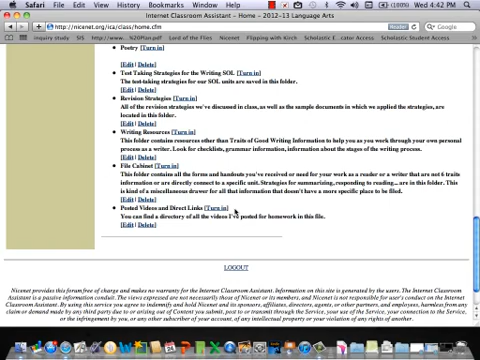 Safari File Edit View History Bookmarks Window Help
Wed 4:42 PM
Internet Classroom Assistant - Home - 2012-13 Language Arts
http://nicenet.org/ica/class/home.cfm
Reader
inquiry study SIS Lord of the Flies Nicenet Flipping with Kirch Scholastic Student Access
Poetry [Turn in]
[Edit | Delete]
Test Taking Strategies for the Writing SOL [Turn in]
The test-taking strategies for our SOL units are saved in this folder.
[Edit | Delete]
Revision Strategies [Turn in]
All of the revision strategies we've discussed in class, as well as the sample documents in which we applied the strategies, are
located in this folder.
[Edit | Delete]
Writing Resources [Turn in]
This folder contains resources other than Traits of Good Writing Information to help you as you work through your own personal
process as a writer. Look for checklists, grammar information, information about the stages of the writing process.
[Edit | Delete]
File Cabinet [Turn in]
This folder contains all the forms and handouts you've received or need for your work as a reader or a writer that are not 6 traits
information or are directly connected to a specific unit. Strategies for summarizing, responding to reading... are in this folder. This
is kind of a miscellaneous drawer for all that information that doesn't have a more specific place to be filed.
[Edit | Delete]
Posted Videos and Direct Links [Turn in]
You can find a directory of all the videos I've posted for homework in this file.
[Edit | Delete]
LOGOUT
Nicenet provides this forum free of charge and makes no warranty for the Internet Classroom Assistant. Information on this site is generated by the users. The Internet Classroom
Assistant is a passive information conduit. The views expressed are not necessarily those of Nicenet or its members, and Nicenet is not responsible for user's conduct on the Internet
Classroom Assistant. By using this service you agree to indemnify and hold Nicenet and its sponsors, affiliates, directors, agents, or other partners, and employees, harmless from any
claim or demand made by any third party due to or arising out of Content you submit, post to or transmit through the Service, your use of the Service, your connection to the Service,
or the infringement by you, or any other subscriber of your account, of any intellectual property or your violation of any rights of another.